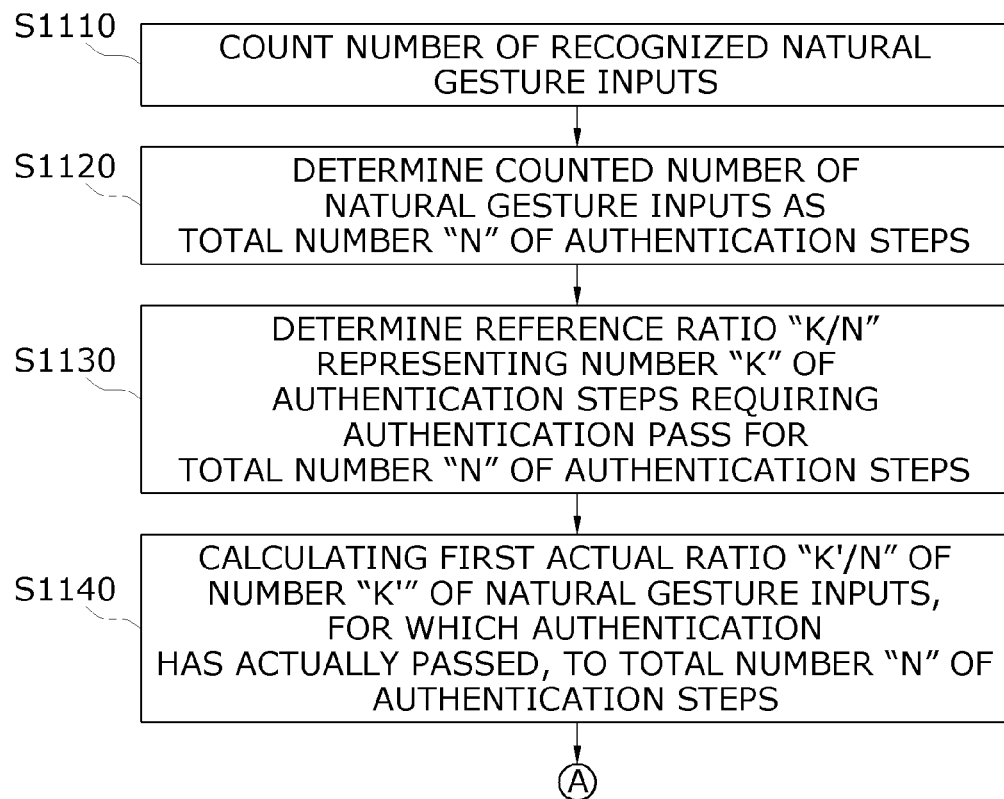 S1110
COUNT NUMBER OF RECOGNIZED NATURAL
GESTURE INPUTS
S1120
DETERMINE COUNTED NUMBER OF
NATURAL GESTURE INPUTS AS
TOTAL NUMBER “N” OF AUTHENTICATION STEPS
S1130
DETERMINE REFERENCE RATIO “K/N”
REPRESENTING NUMBER “K” OF
AUTHENTICATION STEPS REQUIRING
AUTHENTICATION PASS FOR
TOTAL NUMBER “N” OF AUTHENTICATION STEPS
S1140
CALCULATING FIRST ACTUAL RATIO “K'/N” OF
NUMBER “K'” OF NATURAL GESTURE INPUTS,
FOR WHICH AUTHENTICATION
HAS ACTUALLY PASSED, TO TOTAL NUMBER “N” OF
AUTHENTICATION STEPS
A